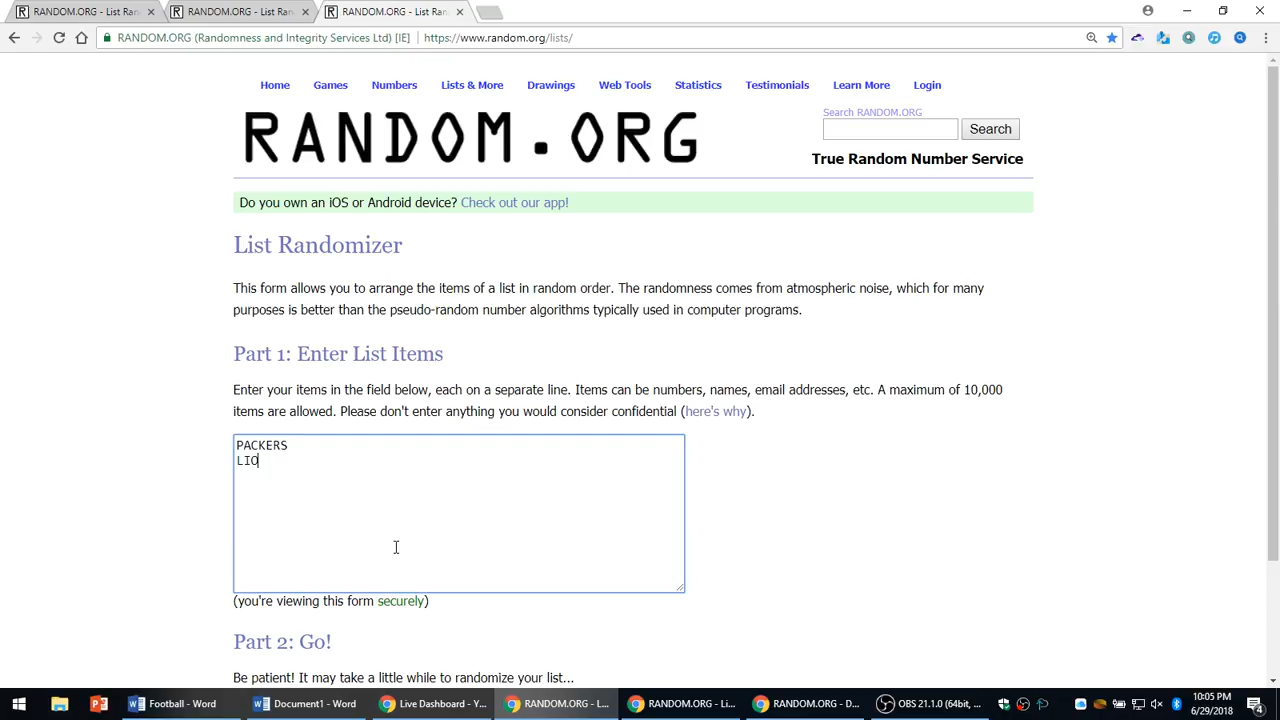 RANDOM.ORG - List Ran
RANDOM.ORG - List Ran
RANDOM.ORG - List Ran
RANDOM.ORG (Randomness and Integrity Services Ltd) [IE] https://www.random.org/lists/
Home Games Numbers Lists & More Drawings Web Tools Statistics Testimonials Learn More Login
RANDOM.ORG
Search RANDOM.ORG
Search
True Random Number Service
Do you own an iOS or Android device? Check out our app!
List Randomizer
This form allows you to arrange the items of a list in random order. The randomness comes from atmospheric noise, which for many
purposes is better than the pseudo-random number algorithms typically used in computer programs.
Part 1: Enter List Items
Enter your items in the field below, each on a separate line. Items can be numbers, names, email addresses, etc. A maximum of 10,000
items are allowed. Please don't enter anything you would consider confidential (here's why).
PACKERS
LIO
(you're viewing this form securely)
Part 2: Go!
Be patient! It may take a little while to randomize your list...
Football - Word
Document1 - Word
Live Dashboard - Y...
RANDOM.ORG - L...
RANDOM.ORG - Li...
RANDOM.ORG - D...
OBS 21.1.0 (64bit, ...
10:05 PM
6/29/2018
4